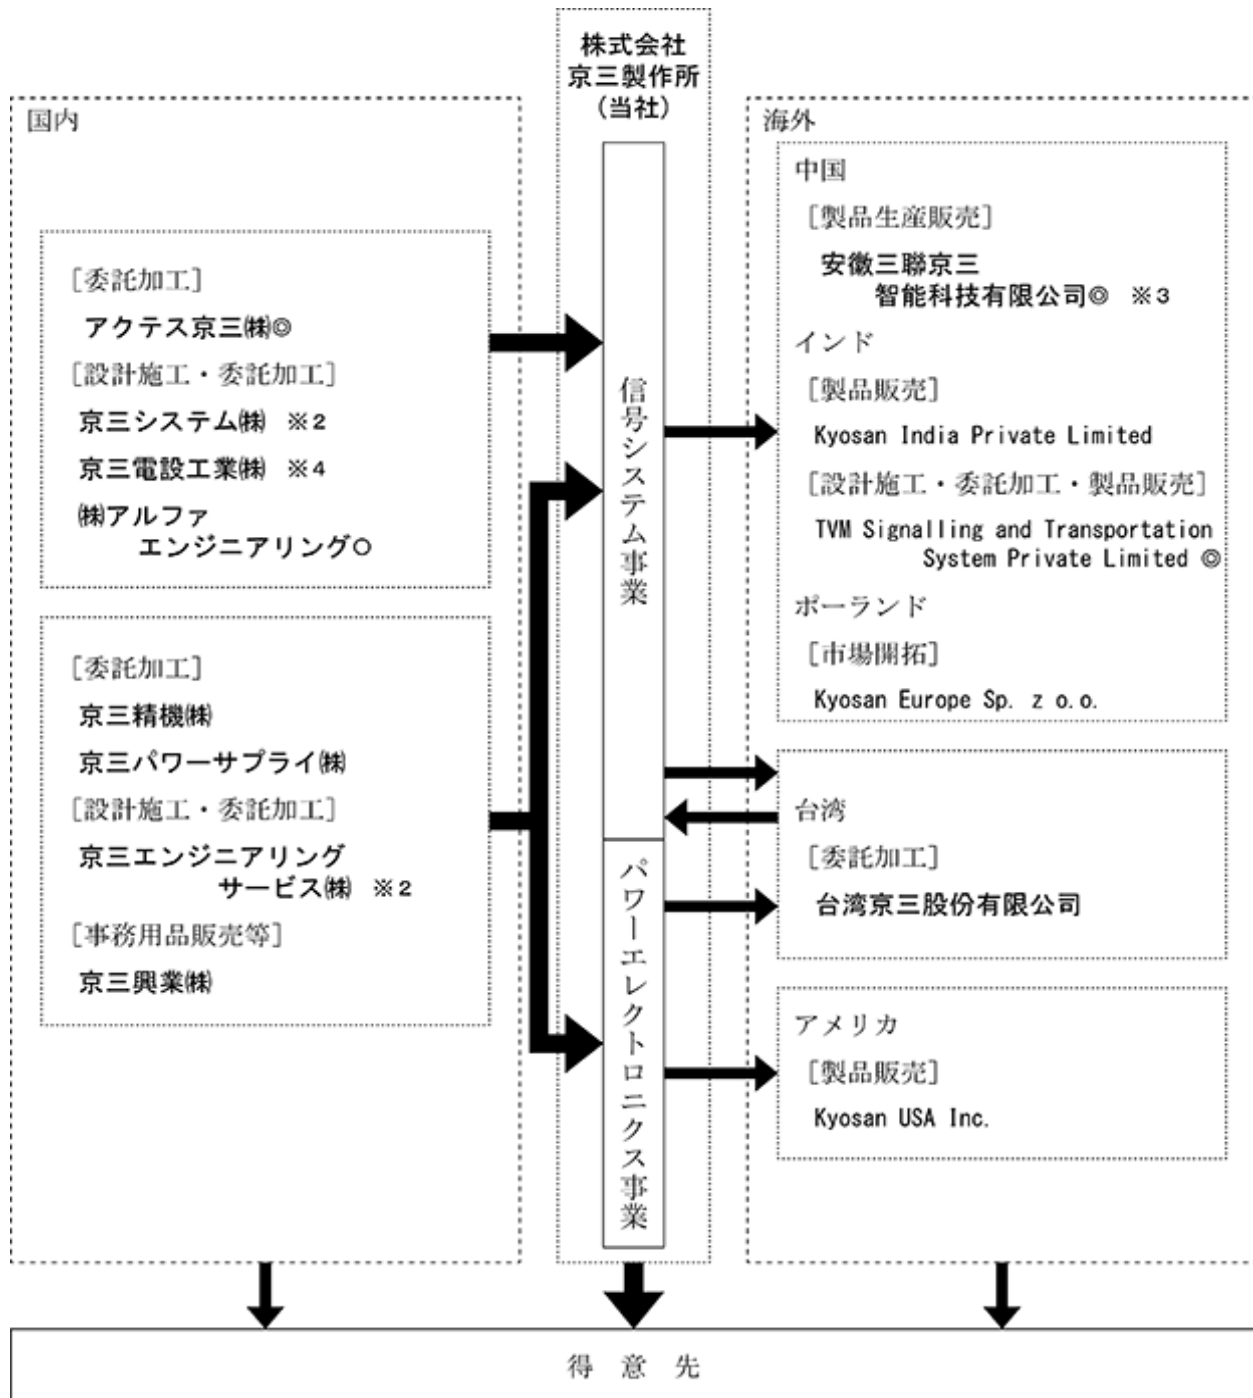 株式会社
京三製作所
(当社)
国内
[委託加工]
アクテス京三㈱◎
[設計施工・委託加工]
京三システム㈱ ※2
京三電設工業㈱ ※4
㈱アルファ
エンジニアリング○
[委託加工]
京三精機㈱
京三パワーサプライ㈱
[設計施工・委託加工]
京三エンジニアリング
サービス㈱ ※2
[事務用品販売等]
京三興業㈱
信号システム事業
パワーエレクトロニクス事業
海外
中国
[製品生産販売]
安徽三聯京三
智能科技有限公司◎ ※3
インド
[製品販売]
Kyosan India Private Limited
[設計施工・委託加工・製品販売]
TVM Signalling and Transportation
System Private Limited ◎
ポーランド
[市場開拓]
Kyosan Europe Sp. z o.o.
台湾
[委託加工]
台湾京三股份有限公司
アメリカ
[製品販売]
Kyosan USA Inc.
得意先